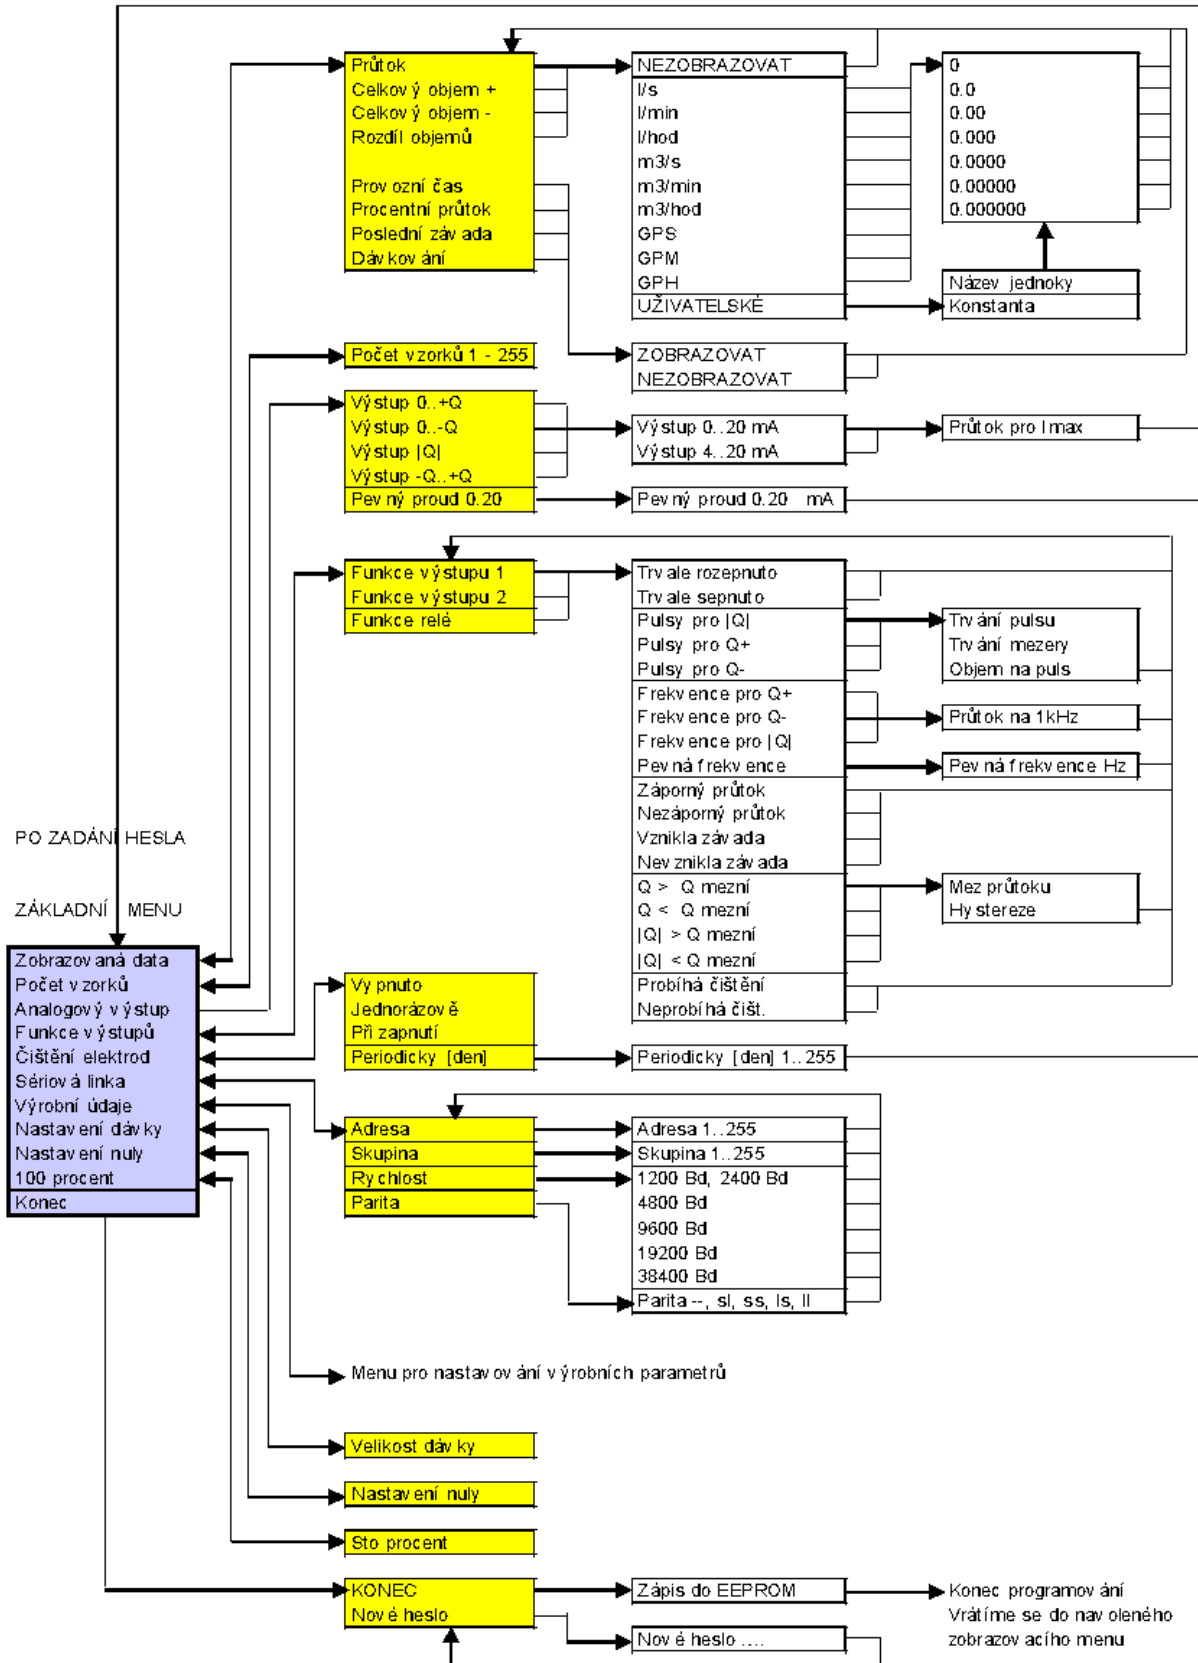 Průtok
Celkový objem +
Celkový objem -
Rozdíl objemů
Provozní čas
Procentní průtok
Poslední závada
Dávkování
NEZOBRAZOVAT
l/s
l/min
l/hod
m3/s
m3/min
m3/hod
GPS
GPM
GPH
UŽIVATELSKÉ
0
0.0
0.00
0.000
0.0000
0.00000
0.000000
Název jednoky
Konstanta
Počet vzorků 1 - 255
ZOBRAZOVAT
NEZOBRAZOVAT
Výstup 0..+Q
Výstup 0..-Q
Výstup |Q|
Výstup -Q..+Q
Pevný proud 0.20
Výstup 0..20 mA
Výstup 4..20 mA
Průtok pro Imax
Pevný proud 0.20 mA
Funkce výstupu 1
Funkce výstupu 2
Funkce relé
Trvale rozepnuto
Trvale sepnuto
Pulsy pro |Q|
Pulsy pro Q+
Pulsy pro Q-
Frekvence pro Q+
Frekvence pro Q-
Frekvence pro |Q|
Pevná frekvence
Záporný průtok
Nezáporný průtok
Vznikla závada
Nevznikla závada
Q > Q mezní
Q < Q mezní
|Q| > Q mezní
|Q| < Q mezní
Probíhá čištění
Neprobíhá čišt.
Trvání pulsu
Trvání mezery
Objem na puls
Průtok na 1kHz
Pevná frekvence Hz
Mez průtoku
Hystereze
PO ZADÁNÍ HESLA
ZÁKLADNÍ MENU
Zobrazovaná data
Počet vzorků
Analogový výstup
Funkce výstupů
Čištění elektrod
Sériová linka
Výrobní údaje
Nastavení dávky
Nastavení nuly
100 procent
Konec
Vypnuto
Jednorázově
Při zapnutí
Periodicky [den]
Periodicky [den] 1..255
Adresa
Skupina
Rychlost
Parita
Adresa 1..255
Skupina 1..255
1200 Bd, 2400 Bd
4800 Bd
9600 Bd
19200 Bd
38400 Bd
Parita --, sl, ss, ls, ll
Menu pro nastavování výrobních parametrů
Velikost dávky
Nastavení nuly
Sto procent
KONEC
Nové heslo
Zápis do EEPROM
Nové heslo ....
Konec programování
Vrátíme se do navoleného
zobrazovacího menu